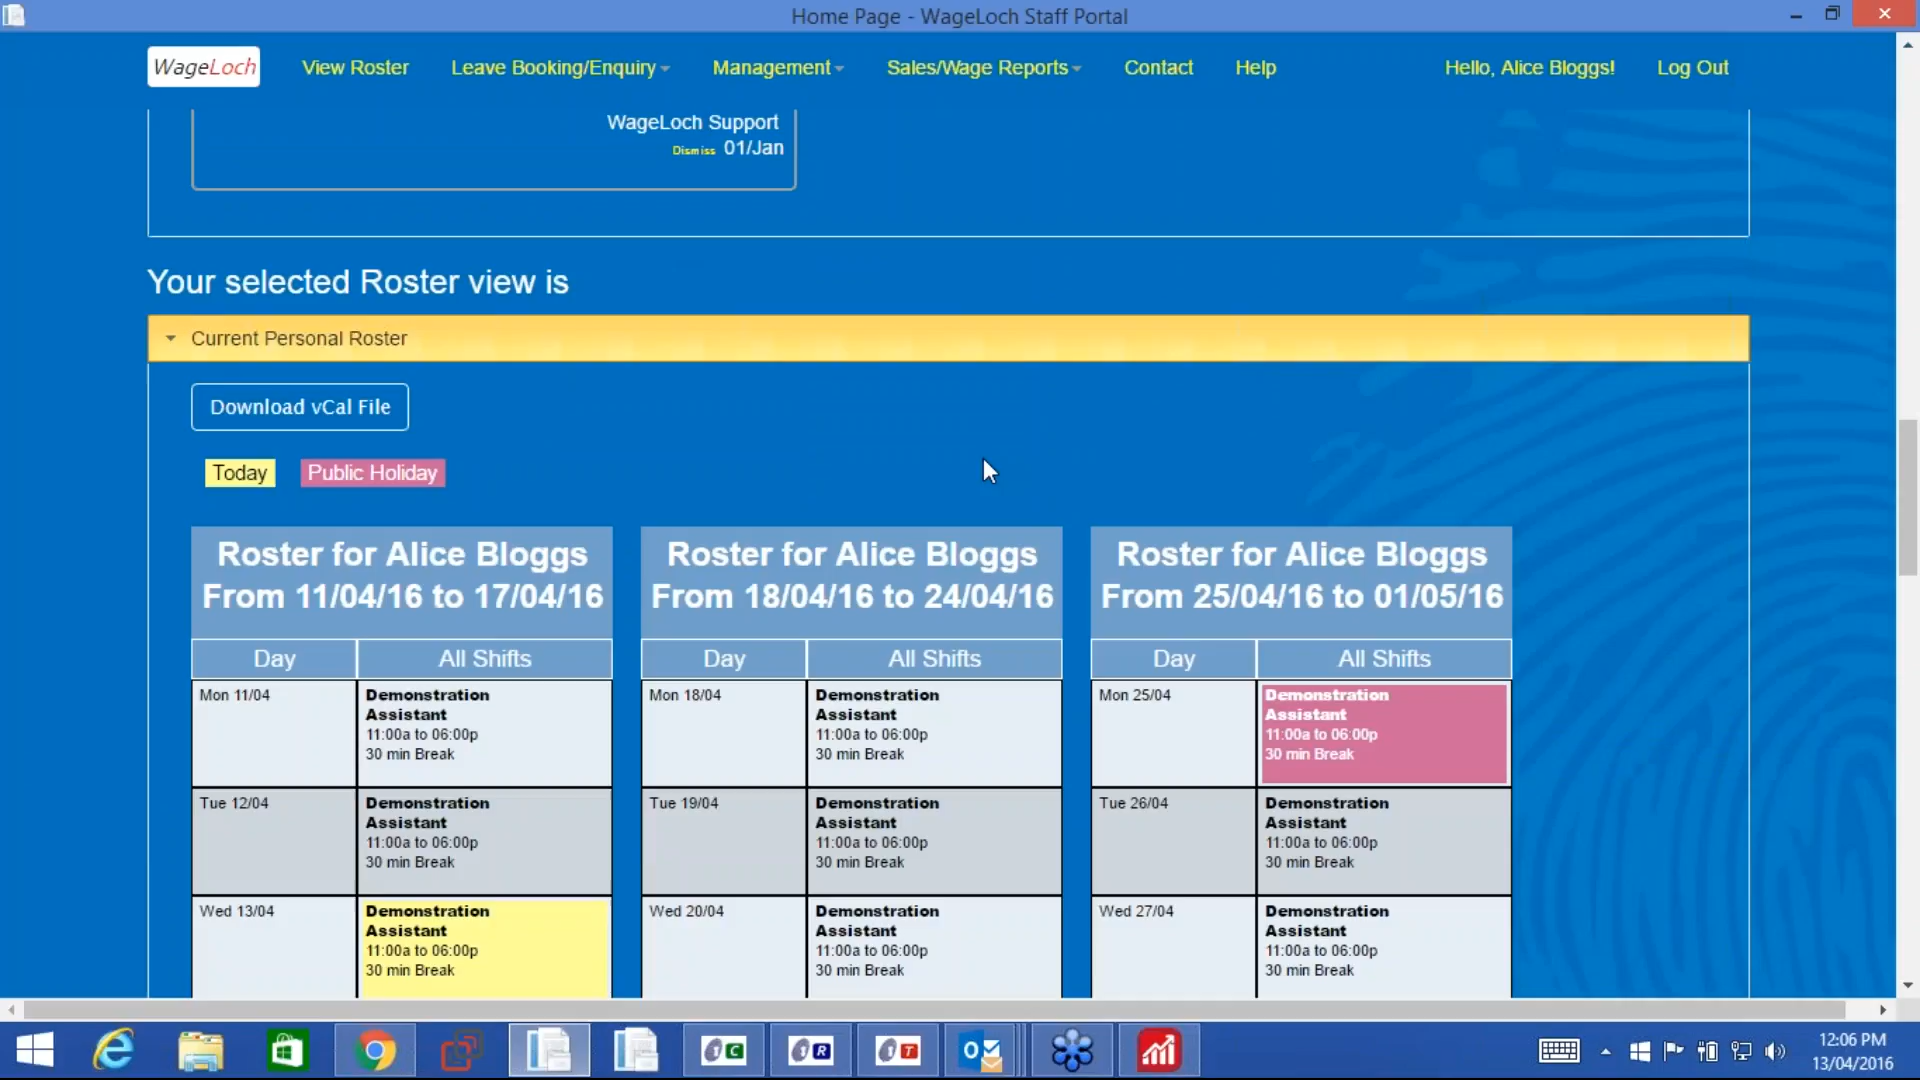 Home Page - WageLoch Staff Portal
WageLoch View Roster Leave Booking/Enquiry Management Sales/Wage Reports Contact Help Hello, Alice Bloggs! Log Out
WageLoch Support
Dismiss 01/Jan
Your selected Roster view is
Current Personal Roster
Download vCal File
Today Public Holiday
Roster for Alice Bloggs
From 11/04/16 to 17/04/16
Day All Shifts
Mon 11/04
Demonstration
Assistant
11:00a to 06:00p
30 min Break
Tue 12/04
Demonstration
Assistant
11:00a to 06:00p
30 min Break
Wed 13/04
Demonstration
Assistant
11:00a to 06:00p
30 min Break
Roster for Alice Bloggs
From 18/04/16 to 24/04/16
Day All Shifts
Mon 18/04
Demonstration
Assistant
11:00a to 06:00p
30 min Break
Tue 19/04
Demonstration
Assistant
11:00a to 06:00p
30 min Break
Wed 20/04
Demonstration
Assistant
11:00a to 06:00p
30 min Break
Roster for Alice Bloggs
From 25/04/16 to 01/05/16
Day All Shifts
Mon 25/04
Demonstration
Assistant
11:00a to 06:00p
30 min Break
Tue 26/04
Demonstration
Assistant
11:00a to 06:00p
30 min Break
Wed 27/04
Demonstration
Assistant
11:00a to 06:00p
30 min Break
C
R
T
12:06 PM
13/04/2016